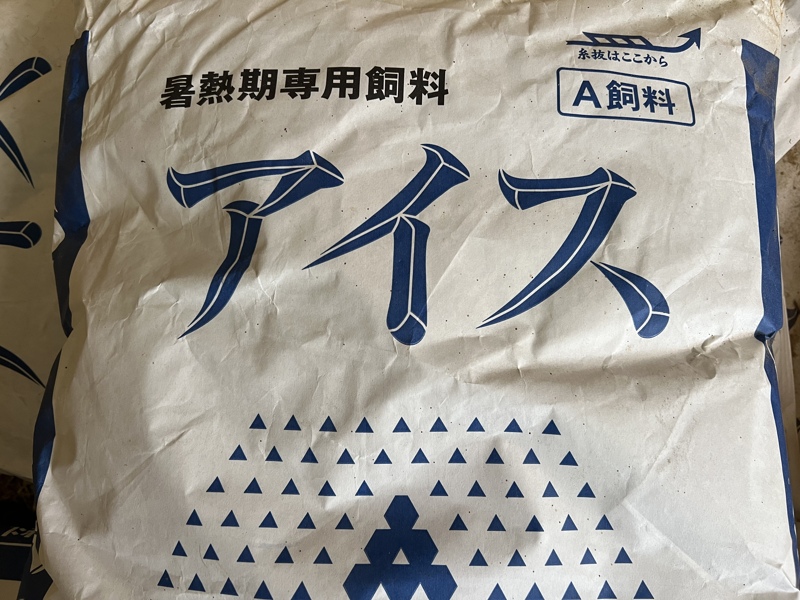 糸抜はここから
暑熱期専用飼料
A飼料
アイス